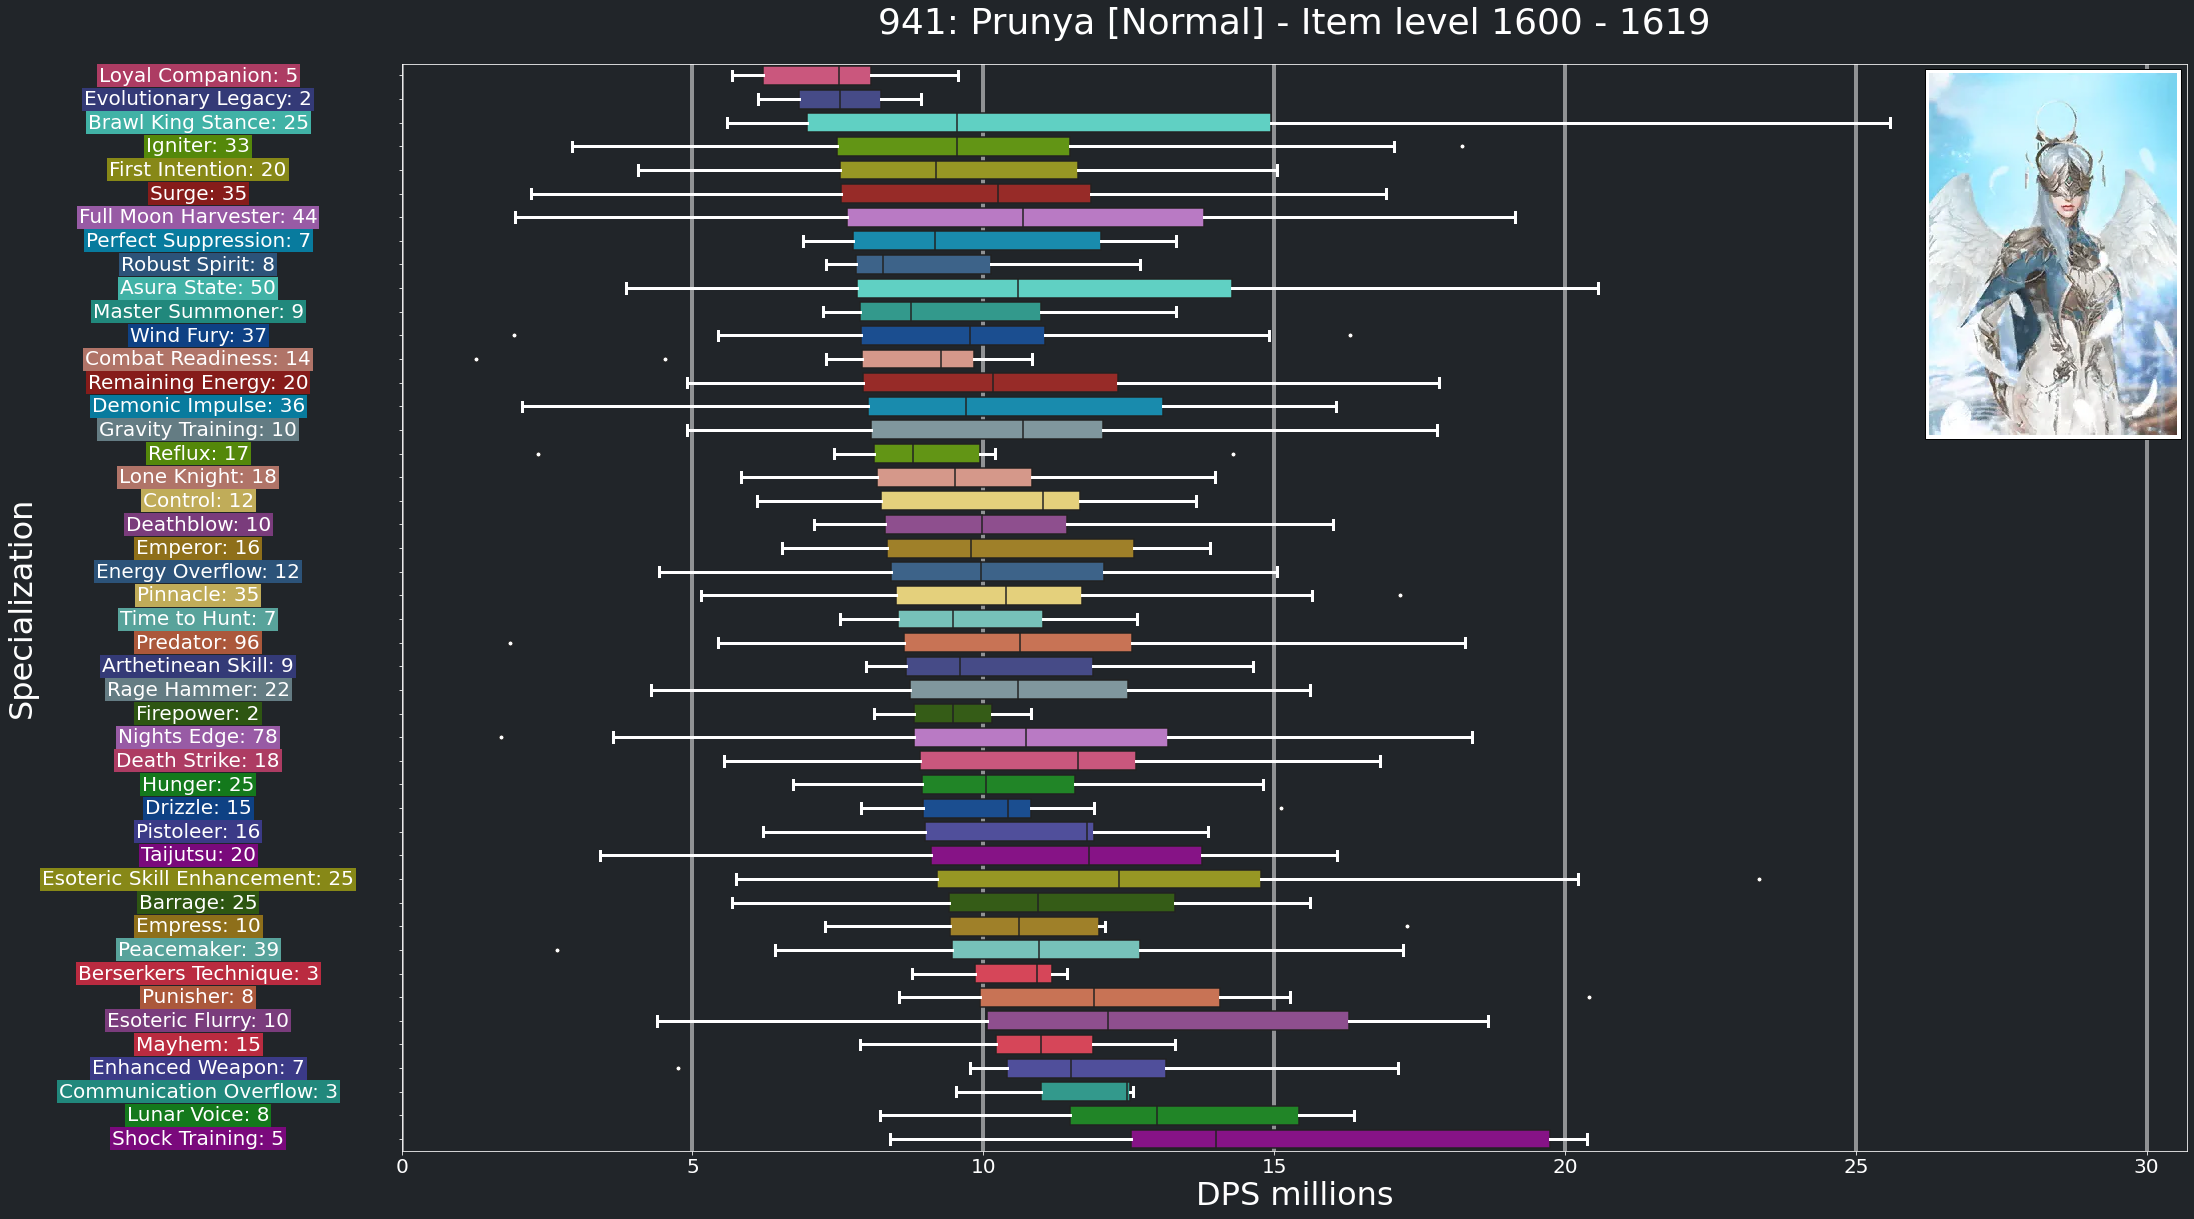 941: Prunya [Normal] - Item level 1600 - 1619
Loyal Companion: 5
Evolutionary Legacy: 2
Brawl King Stance: 25
Igniter: 33
First Intention: 20
Surge: 35
Full Moon Harvester: 44
Perfect Suppression: 7
Robust Spirit: 8
Asura State: 50
Master Summoner: 9
Wind Fury: 37
Combat Readiness: 14
Remaining Energy: 20
Demonic Impulse: 36
Gravity Training: 10
Reflux: 17
Lone Knight: 18
Control: 12
Deathblow: 10
Emperor: 16
Energy Overflow: 12
Pinnacle: 35
Time to Hunt: 7
Predator: 96
Arthetinean Skill: 9
Rage Hammer: 22
Firepower: 2
Nights Edge: 78
Death Strike: 18
Hunger: 25
Drizzle: 15
Pistoleer: 16
Taijutsu: 20
Esoteric Skill Enhancement: 25
Barrage: 25
Empress: 10
Peacemaker: 39
Berserkers Technique: 3
Punisher: 8
Esoteric Flurry: 10
Mayhem: 15
Enhanced Weapon: 7
Communication Overflow: 3
Lunar Voice: 8
Shock Training: 5
Specialization
0 5 10 15 20 25 30
DPS millions